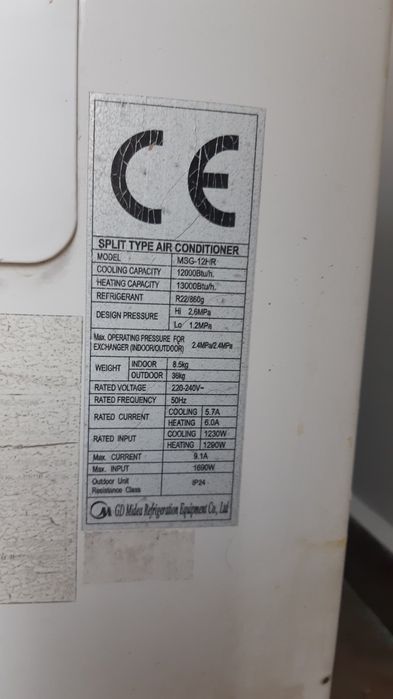 CE
SPLIT TYPE AIR CONDITIONER
MODEL MSG-12HR
COOLING CAPACITY 12000Btu/h.
HEATING CAPACITY 13000Btu/h.
REFRIGERANT R22/860g
DESIGN PRESSURE Hi 2.6MPa
Lo 1.2MPa
Max. OPERATING PRESSURE FOR
EXCHANGER (INDOOR/OUTDOOR) 2.4MPa/2.4MPa
WEIGHT INDOOR 8.5kg
OUTDOOR 36kg
RATED VOLTAGE 220-240V~
RATED FREQUENCY 50Hz
RATED CURRENT COOLING 5.7A
HEATING 6.0A
RATED INPUT COOLING 1230W
HEATING 1290W
Max. CURRENT 9.1A
Max. INPUT 1690W
Outdoor Unit
Resistance Class IP24
GD Midea Refrigeration Equipment Co., Ltd